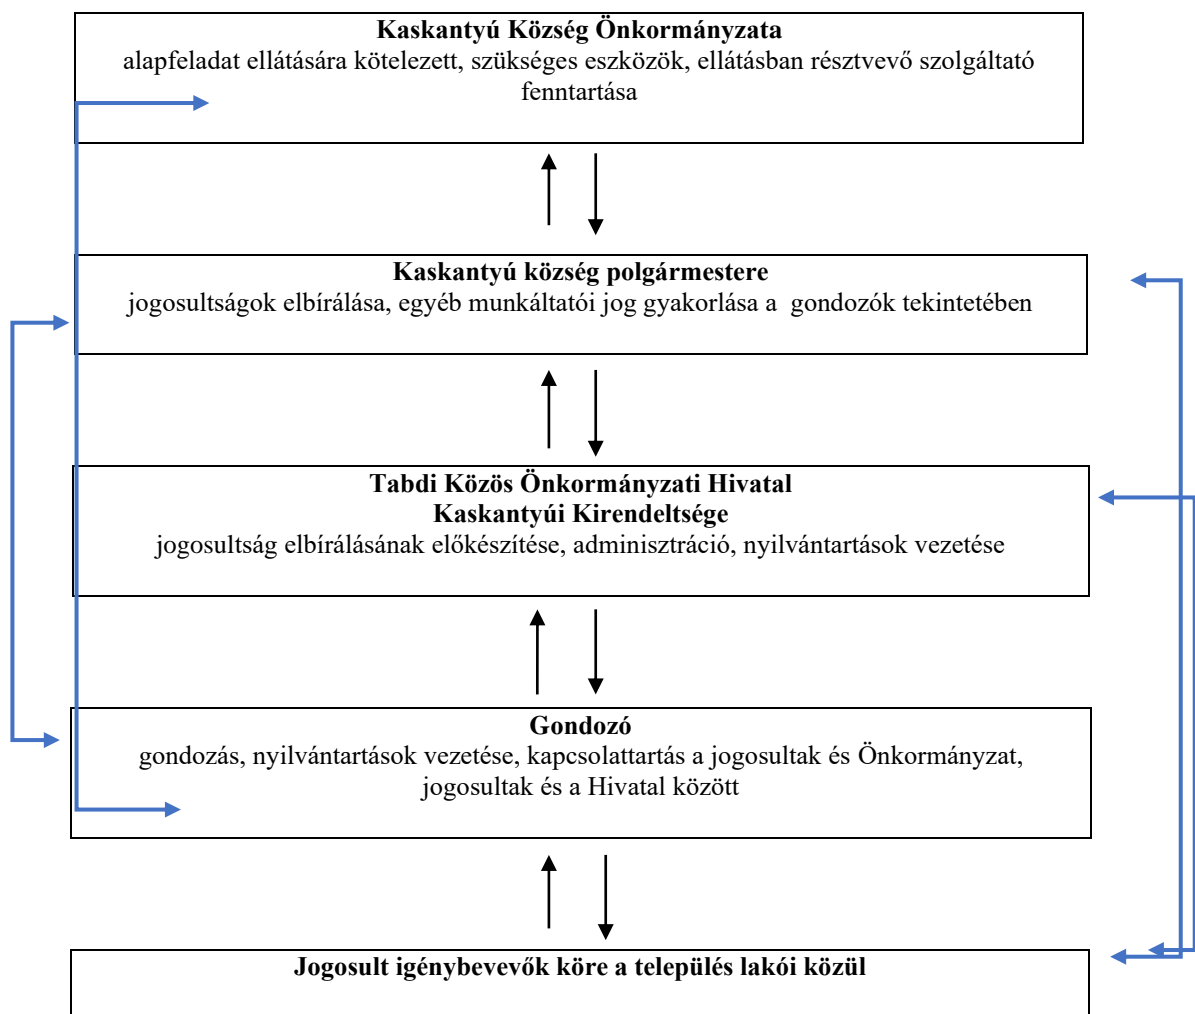 Kaskantyú Község Önkormányzata
alapfeladat ellátására kötelezett, szükséges eszközök, ellátásban résztvevő szolgáltató
fenntartása
Kaskantyú község polgármestere
jogosultságok elbírálása, egyéb munkáltatói jog gyakorlása a gondozók tekintetében
Tabdi Közös Önkormányzati Hivatal
Kaskantyúi Kirendeltsége
jogosultság elbírálásának előkészítése, adminisztráció, nyilvántartások vezetése
Gondozó
gondozás, nyilvántartások vezetése, kapcsolattartás a jogosultak és Önkormányzat,
jogosultak és a Hivatal között
Jogosult igénybevevők köre a település lakói közül